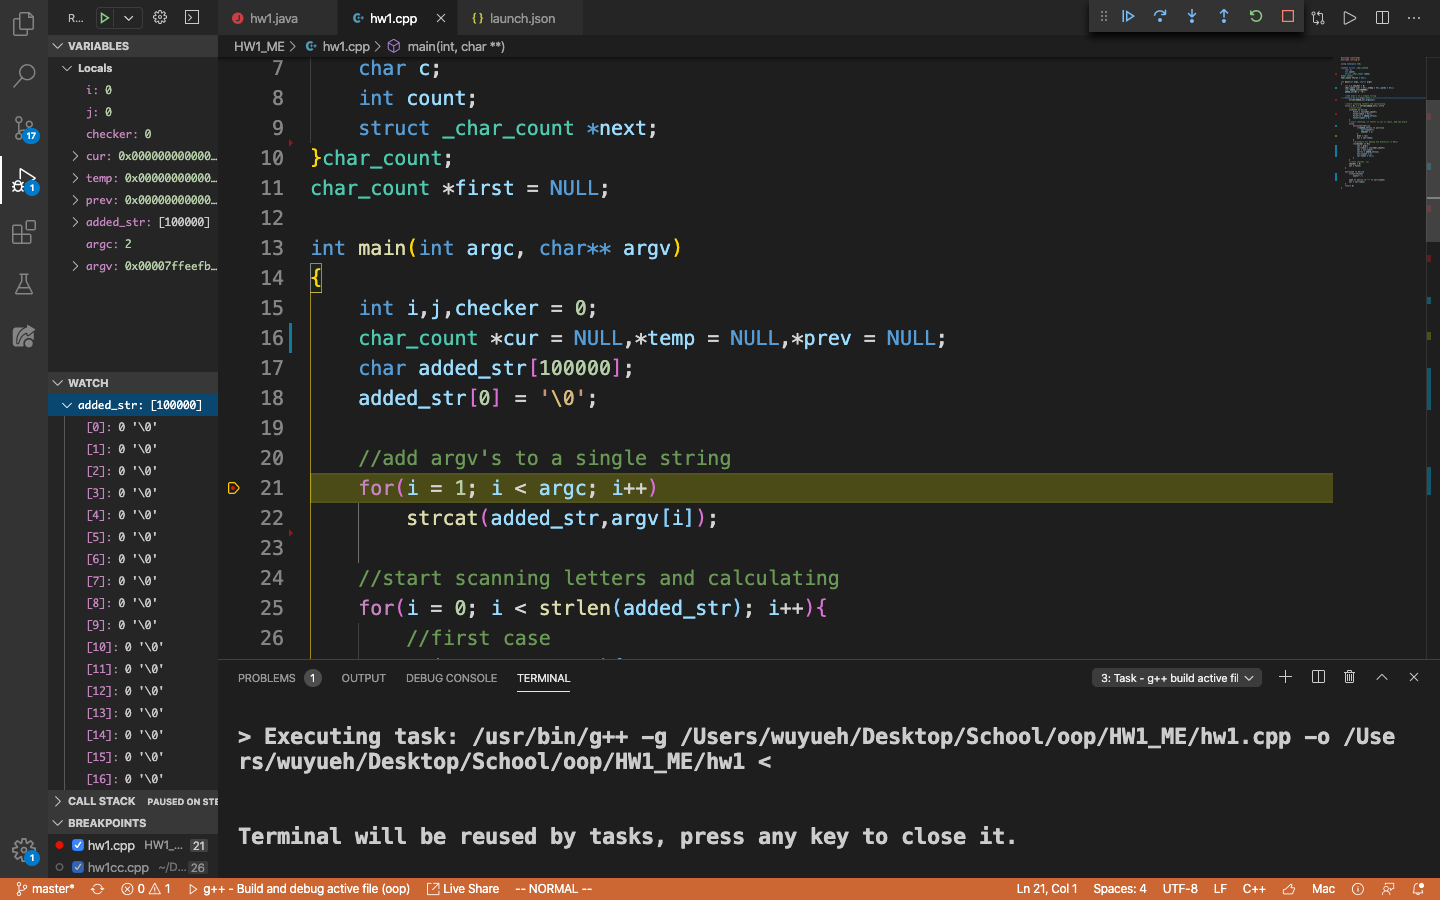 R...
hw1.java
hw1.cpp
launch.json
VARIABLES
HW1_ME > hw1.cpp > main(int, char **)
Locals
i: 0
j: 0
checker: 0
cur: 0x000000000000...
temp: 0x000000000000...
prev: 0x000000000000...
added_str: [100000]
argc: 2
argv: 0x00007ffeefb...
WATCH
added_str: [100000]
[0]: 0 '\0'
[1]: 0 '\0'
[2]: 0 '\0'
[3]: 0 '\0'
[4]: 0 '\0'
[5]: 0 '\0'
[6]: 0 '\0'
[7]: 0 '\0'
[8]: 0 '\0'
[9]: 0 '\0'
[10]: 0 '\0'
[11]: 0 '\0'
[12]: 0 '\0'
[13]: 0 '\0'
[14]: 0 '\0'
[15]: 0 '\0'
[16]: 0 '\0'
CALL STACK PAUSED ON STE
BREAKPOINTS
hw1.cpp HW1_... 21
hw1cc.cpp ~/D... 26
17
1
1
7 char c;
8 int count;
9 struct _char_count *next;
10 }char_count;
11 char_count *first = NULL;
12
13 int main(int argc, char** argv)
14 {
15 int i,j,checker = 0;
16 char_count *cur = NULL,*temp = NULL,*prev = NULL;
17 char added_str[100000];
18 added_str[0] = '\0';
19
20 //add argv's to a single string
21 for(i = 1; i < argc; i++)
22 strcat(added_str,argv[i]);
23
24 //start scanning letters and calculating
25 for(i = 0; i < strlen(added_str); i++){
26 //first case
PROBLEMS 1 OUTPUT DEBUG CONSOLE TERMINAL
3: Task - g++ build active fil
> Executing task: /usr/bin/g++ -g /Users/wuyueh/Desktop/School/oop/HW1_ME/hw1.cpp -o /Use
rs/wuyueh/Desktop/School/oop/HW1_ME/hw1 <
Terminal will be reused by tasks, press any key to close it.
master* 0 1 g++ - Build and debug active file (oop) Live Share -- NORMAL -- Ln 21, Col 1 Spaces: 4 UTF-8 LF C++ Mac